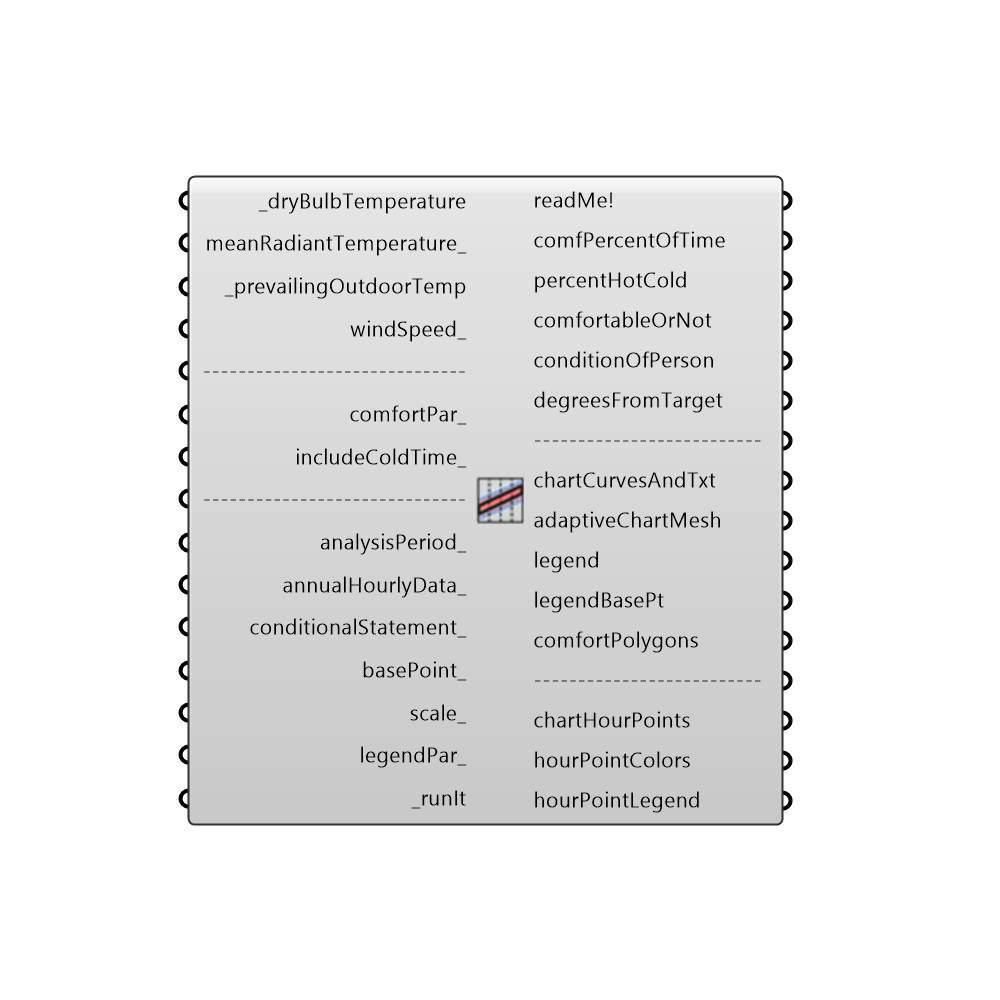 _dryBulbTemperature
meanRadiantTemperature_
_prevailingOutdoorTemp
windSpeed_
--------------------------------
comfortPar_
includeColdTime_
--------------------------------
analysisPeriod_
annualHourlyData_
conditionalStatement_
basePoint_
scale_
legendPar_
_runIt
readMe!
comfPercentOfTime
percentHotCold
comfortableOrNot
conditionOfPerson
degreesFromTarget
----------------------------
chartCurvesAndTxt
adaptiveChartMesh
legend
legendBasePt
comfortPolygons
----------------------------
chartHourPoints
hourPointColors
hourPointLegend